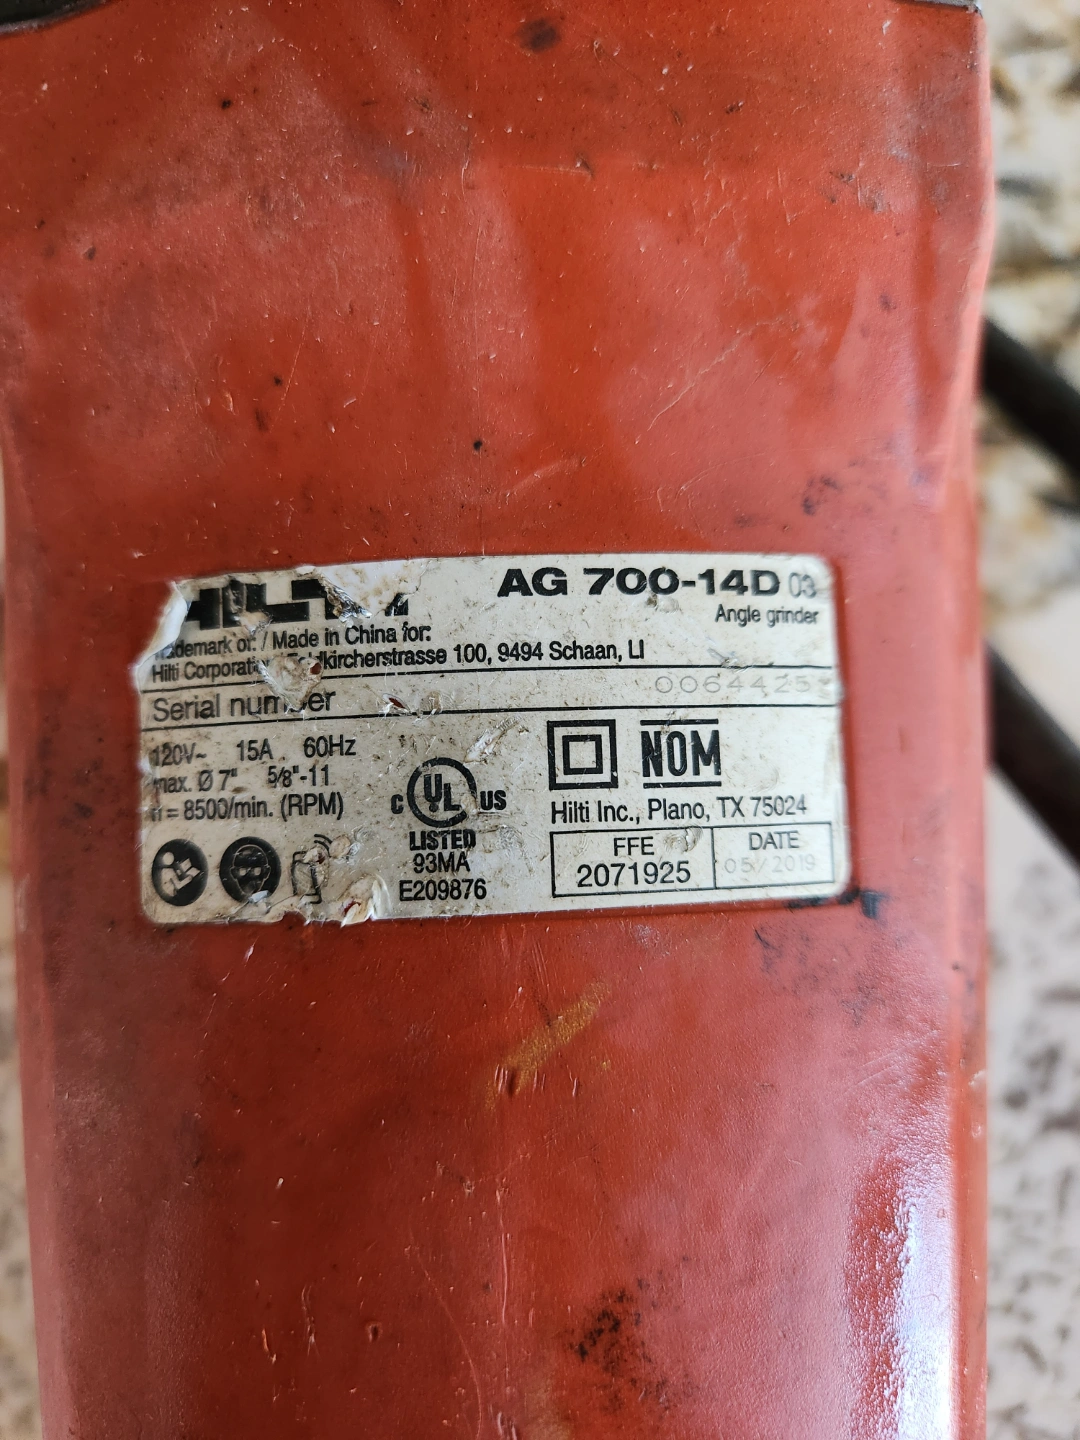 AG 700-14D 03
Angle grinder
/ Made in China for:
Hilti 100, 9494 Schaan, LI
Serial number 0064425
120V~ 15A 60Hz
max. Ø 7" 5/8"-11
n = 8500/min. (RPM)
C UL US
LISTED
93MA
E209876
NOM
Hilti Inc., Plano, TX 75024
FFE
2071925
DATE
05/2019